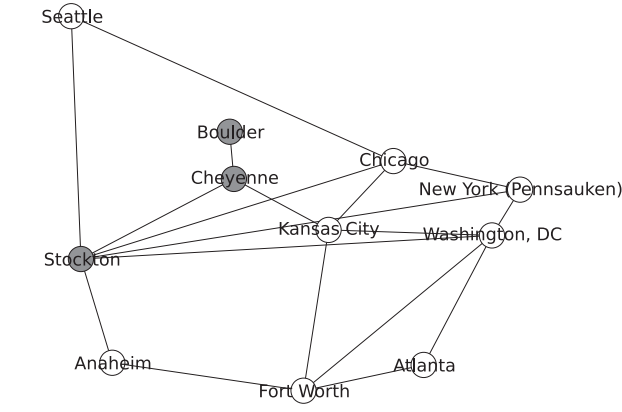 Seattle
Boulder
Chicago
Cheyenne
New York (Pennsauken)
Kansas City
Washington, DC
Stockton
Anaheim
Atlanta
Fort Worth